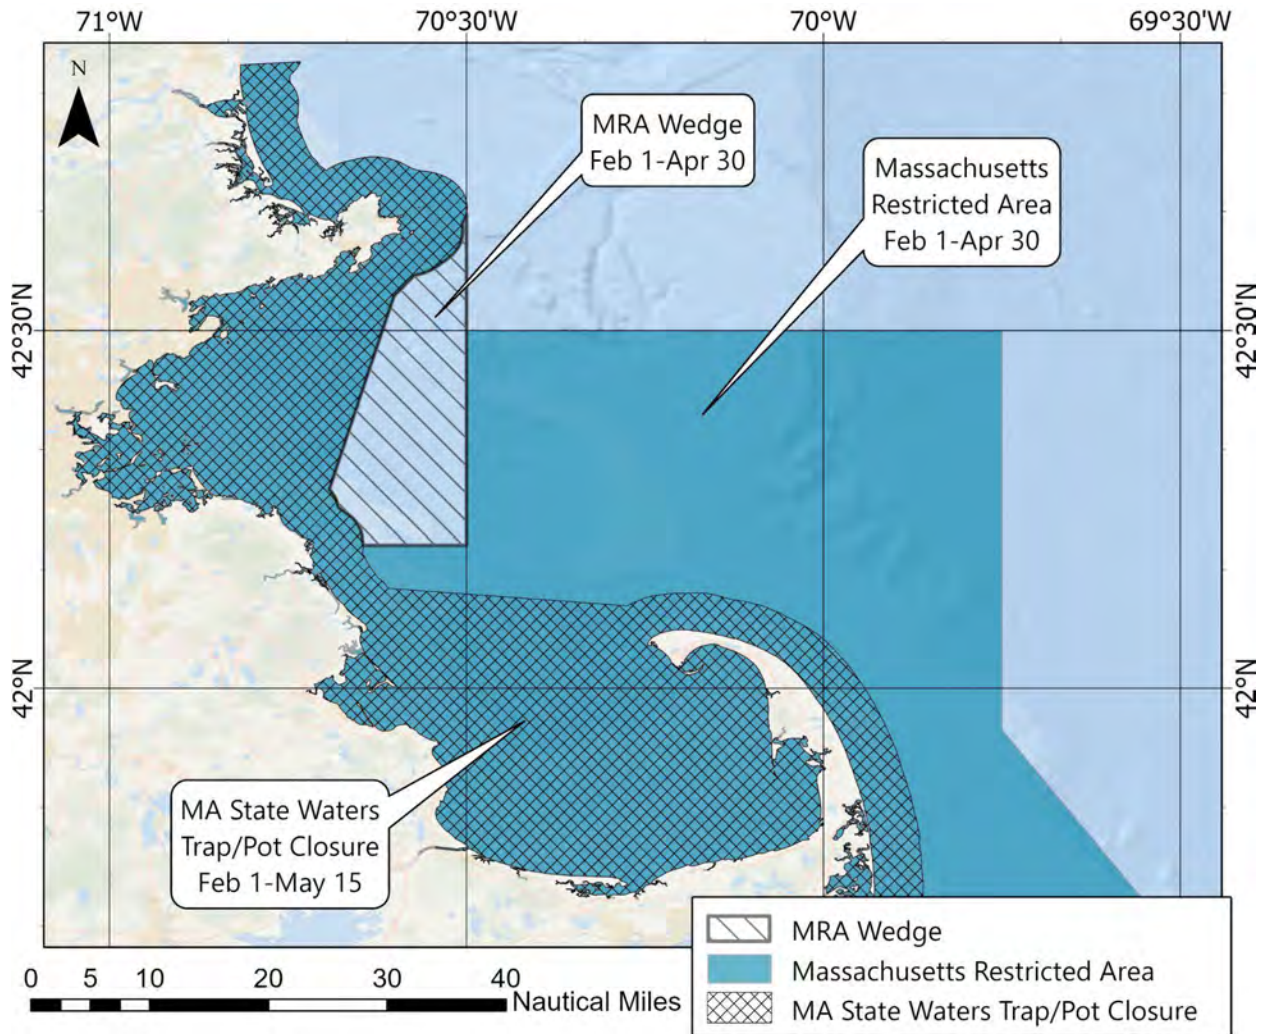 71°W
70°30'W
70°W
69°30'W
N
MRA Wedge
Feb 1-Apr 30
Massachusetts
Restricted Area
Feb 1-Apr 30
42°30'N
42°30'N
42°N
42°N
MA State Waters
Trap/Pot Closure
Feb 1-May 15
MRA Wedge
Massachusetts Restricted Area
MA State Waters Trap/Pot Closure
0 5 10 20 30 40
Nautical Miles